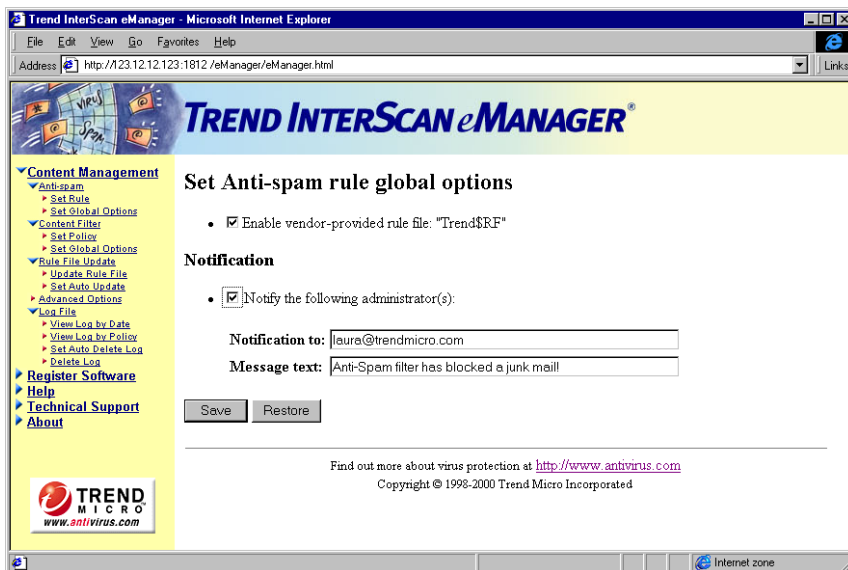 Trend InterScan eManager - Microsoft Internet Explorer
File Edit View Go Favorites Help
Address http://123.12.12.123:1812 /eManager/eManager.html Links
VIRUS
SPAM
TREND INTERSCAN eMANAGER®
Content Management
Anti-spam
Set Rule
Set Global Options
Content Filter
Set Policy
Set Global Options
Rule File Update
Update Rule File
Set Auto Update
Advanced Options
Log File
View Log by Date
View Log by Policy
Set Auto Delete Log
Delete Log
Register Software
Help
Technical Support
About
TREND
MICRO™
www.antivirus.com
Set Anti-spam rule global options
Enable vendor-provided rule file: "Trend$RF"
Notification
Notify the following administrator(s):
Notification to: laura@trendmicro.com
Message text: Anti-Spam filter has blocked a junk mail!
Save Restore
Find out more about virus protection at http://www.antivirus.com
Copyright © 1998-2000 Trend Micro Incorporated
Internet zone